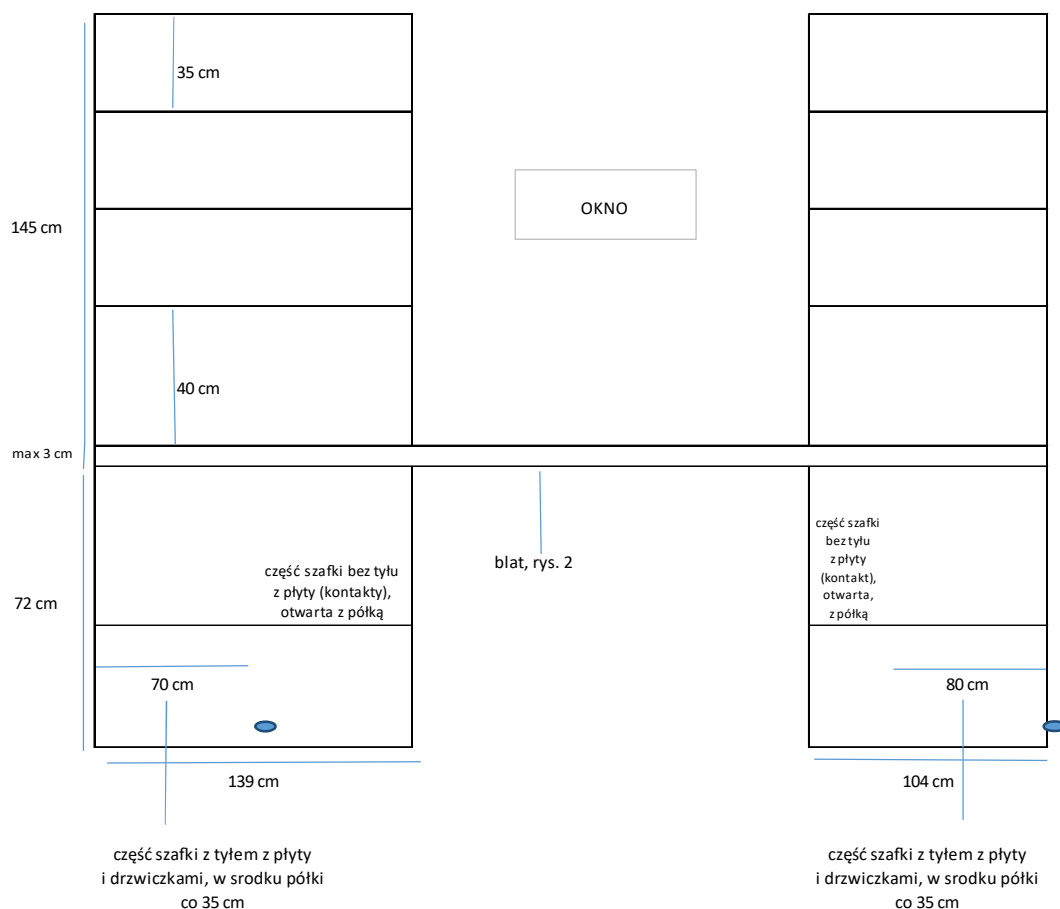 35 cm
OKNO
145 cm
40 cm
max 3 cm
blat, rys. 2
część szafki bez tyłu
z płyty (kontakty),
otwarta z półką
część szafki
bez tyłu
z płyty
(kontakt),
otwarta,
z półką
72 cm
70 cm
80 cm
139 cm
104 cm
część szafki z tyłem z płyty
i drzwiczkami, w srodku półki
co 35 cm
część szafki z tyłem z płyty
i drzwiczkami, w srodku półki
co 35 cm